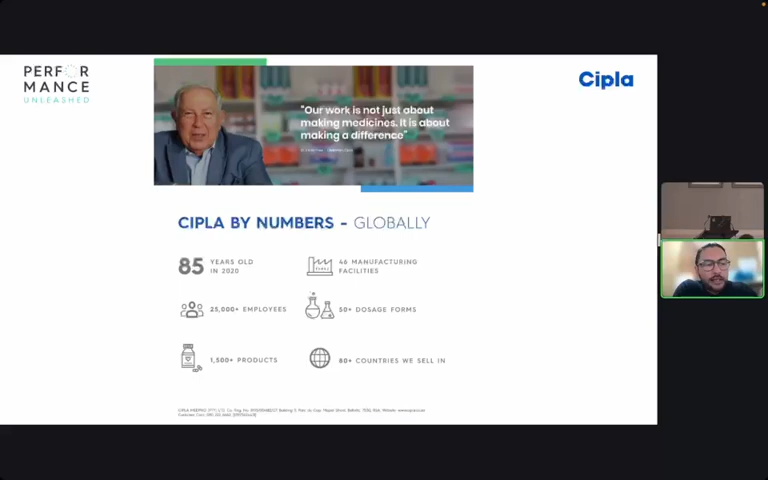 PERFOR
MANCE
UNLEASHED
Cipla
"Our work is not just about
making medicines. It is about
making a difference"
CIPLA BY NUMBERS - GLOBALLY
85 YEARS OLD
IN 2020
46 MANUFACTURING
FACILITIES
25,000+ EMPLOYEES
50+ DOSAGE FORMS
1,500+ PRODUCTS
80+ COUNTRIES WE SELL IN